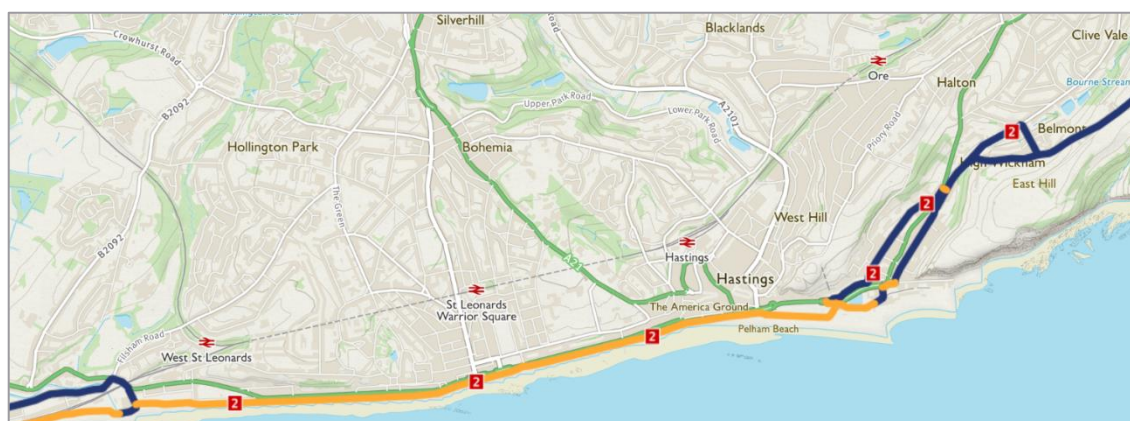 Silverhill
Blacklands
Crowhurst Road
Clive Vale
Ore
Halton
Bourne Stream
B2092
A2101
Upper Park Road
Lower Park Road
Priory Road
2
Belmont
Hollington Park
Bohemia
High Wickham
East Hill
The Green
2
West Hill
B2092
A21
Hastings
2
Hastings
St Leonards
Warrior Square
The America Ground
Pelham Beach
2
Filsham Road
West St Leonards
2
2